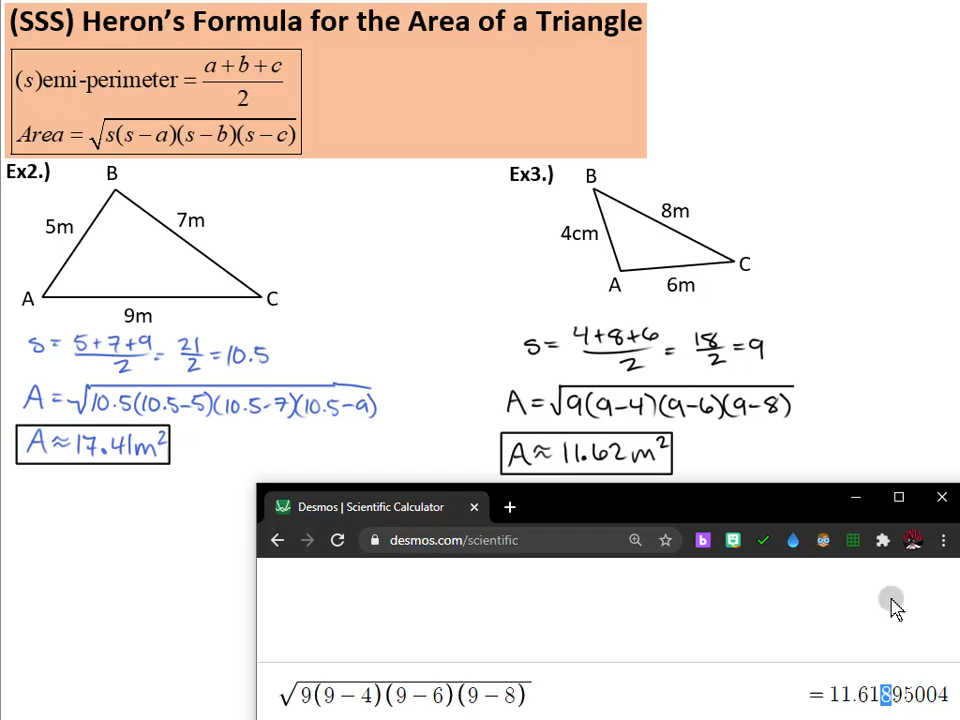 (SSS) Heron's Formula for the Area of a Triangle
(s)emi-perimeter = (a+b+c)/2
Area = √(s(s−a)(s−b)(s−c))
Ex2.)
B
5m
7m
A
C
9m
s = (5+7+9)/2 = 21/2 = 10.5
A = √(10.5(10.5-5)(10.5-7)(10.5-9))
A ≈ 17.41m²
Ex3.)
B
8m
4cm
C
A
6m
s = (4+8+6)/2 = 18/2 = 9
A = √(9(9-4)(9-6)(9-8))
A ≈ 11.62m²
Desmos | Scientific Calculator
desmos.com/scientific
√(9(9−4)(9−6)(9−8)) = 11.61895004